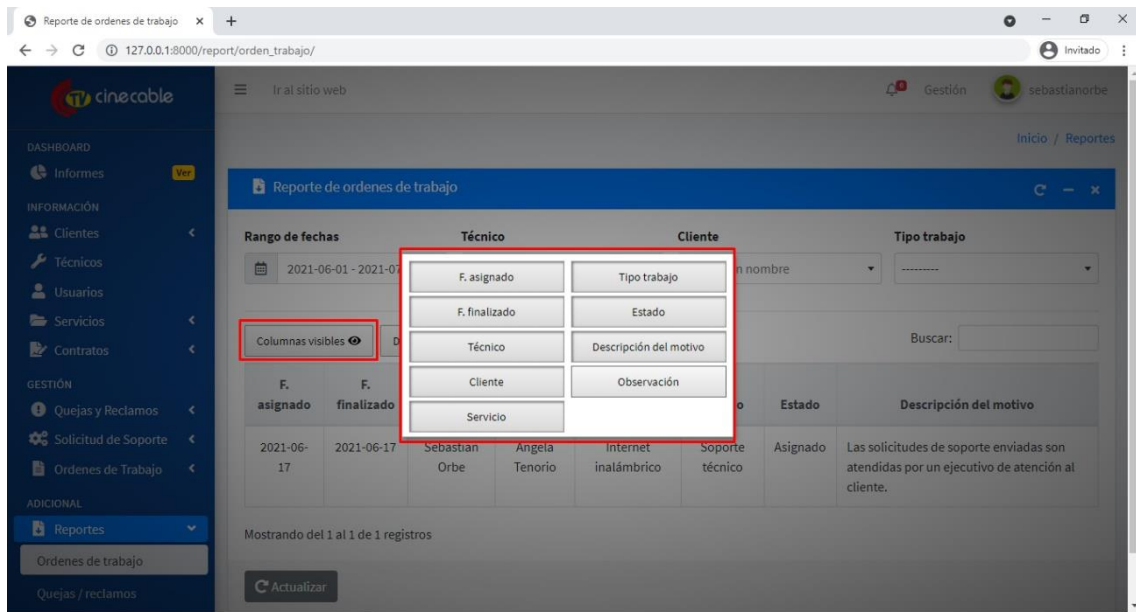 Reporte de ordenes de trabajo
127.0.0.1:8000/report/orden_trabajo/
Invitado
cinecable
Ir al sitio web
Gestión
sebastianorbe
Inicio / Reportes
DASHBOARD
Informes
Ver
INFORMACIÓN
Clientes
Técnicos
Usuarios
Servicios
Contratos
GESTIÓN
Quejas y Reclamos
Solicitud de Soporte
Ordenes de Trabajo
ADICIONAL
Reportes
Ordenes de trabajo
Quejas / reclamos
Reporte de ordenes de trabajo
Rango de fechas
Técnico
Cliente
Tipo trabajo
2021-06-01 - 2021-07
nombre
---------
Columnas visibles
Buscar:
F. asignado
Tipo trabajo
F. finalizado
Estado
Técnico
Descripción del motivo
Cliente
Observación
Servicio
F. asignado
F. finalizado
Estado
Descripción del motivo
2021-06-
17
2021-06-17
Sebastian
Orbe
Angela
Tenorio
Internet
inalámbrico
Soporte
técnico
Asignado
Las solicitudes de soporte enviadas son
atendidas por un ejecutivo de atención al
cliente.
Mostrando del 1 al 1 de 1 registros
Actualizar